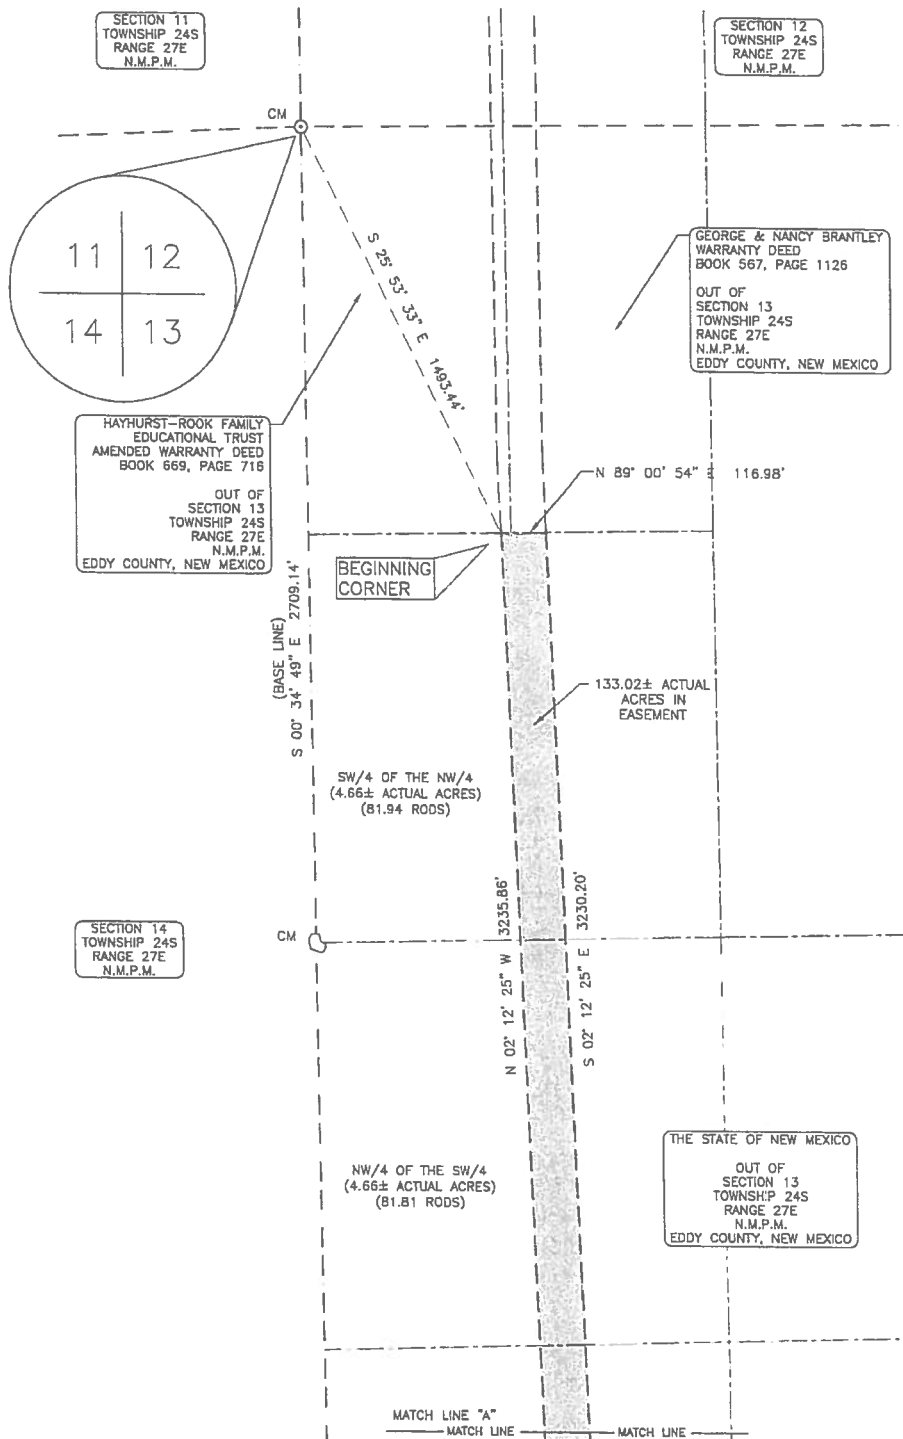 SECTION 11
TOWNSHIP 24S
RANGE 27E
N.M.P.M.
SECTION 12
TOWNSHIP 24S
RANGE 27E
N.M.P.M.
CM
11 12
14 13
S 25° 53' 33" E 1493.44'
GEORGE & NANCY BRANTLEY
WARRANTY DEED
BOOK 567, PAGE 1126
OUT OF
SECTION 13
TOWNSHIP 24S
RANGE 27E
N.M.P.M.
EDDY COUNTY, NEW MEXICO
HAYHURST-ROOK FAMILY
EDUCATIONAL TRUST
AMENDED WARRANTY DEED
BOOK 669, PAGE 716
OUT OF
SECTION 13
TOWNSHIP 24S
RANGE 27E
N.M.P.M.
EDDY COUNTY, NEW MEXICO
N 89° 00' 54" E 116.98'
BEGINNING
CORNER
(BASE LINE)
S 00° 34' 49" E 2709.14'
133.02± ACTUAL
ACRES IN
EASEMENT
SW/4 OF THE NW/4
(4.66± ACTUAL ACRES)
(81.94 RODS)
SECTION 14
TOWNSHIP 24S
RANGE 27E
N.M.P.M.
CM
N 02° 12' 25" W 3235.86'
S 02° 12' 25" E 3230.20'
THE STATE OF NEW MEXICO
OUT OF
SECTION 13
TOWNSHIP 24S
RANGE 27E
N.M.P.M.
EDDY COUNTY, NEW MEXICO
NW/4 OF THE SW/4
(4.66± ACTUAL ACRES)
(81.81 RODS)
MATCH LINE "A"
MATCH LINE MATCH LINE